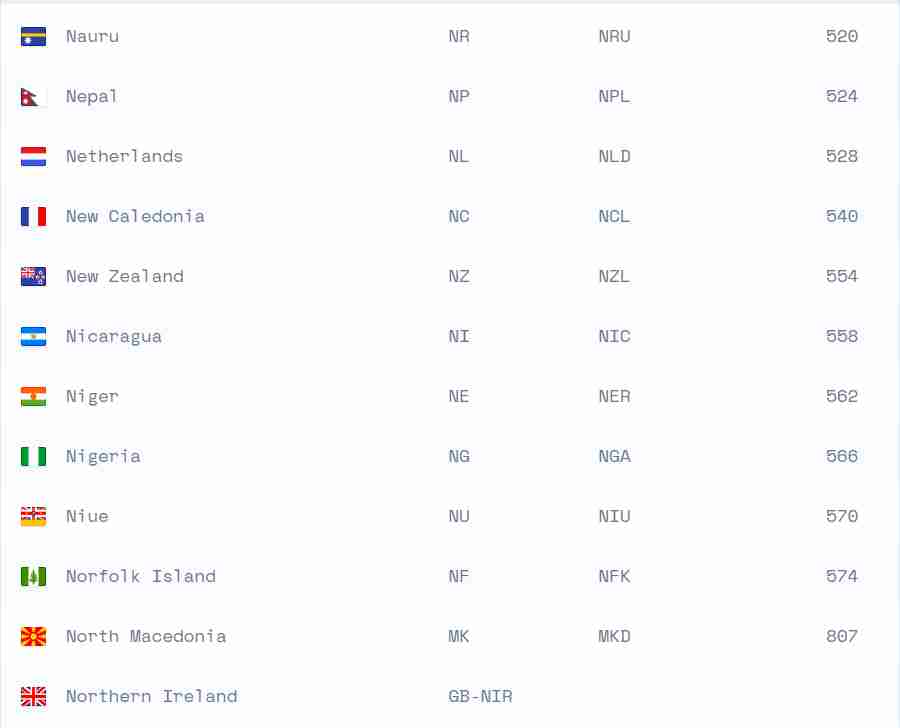 Nauru NR NRU 520
Nepal NP NPL 524
Netherlands NL NLD 528
New Caledonia NC NCL 540
New Zealand NZ NZL 554
Nicaragua NI NIC 558
Niger NE NER 562
Nigeria NG NGA 566
Niue NU NIU 570
Norfolk Island NF NFK 574
North Macedonia MK MKD 807
Northern Ireland GB-NIR